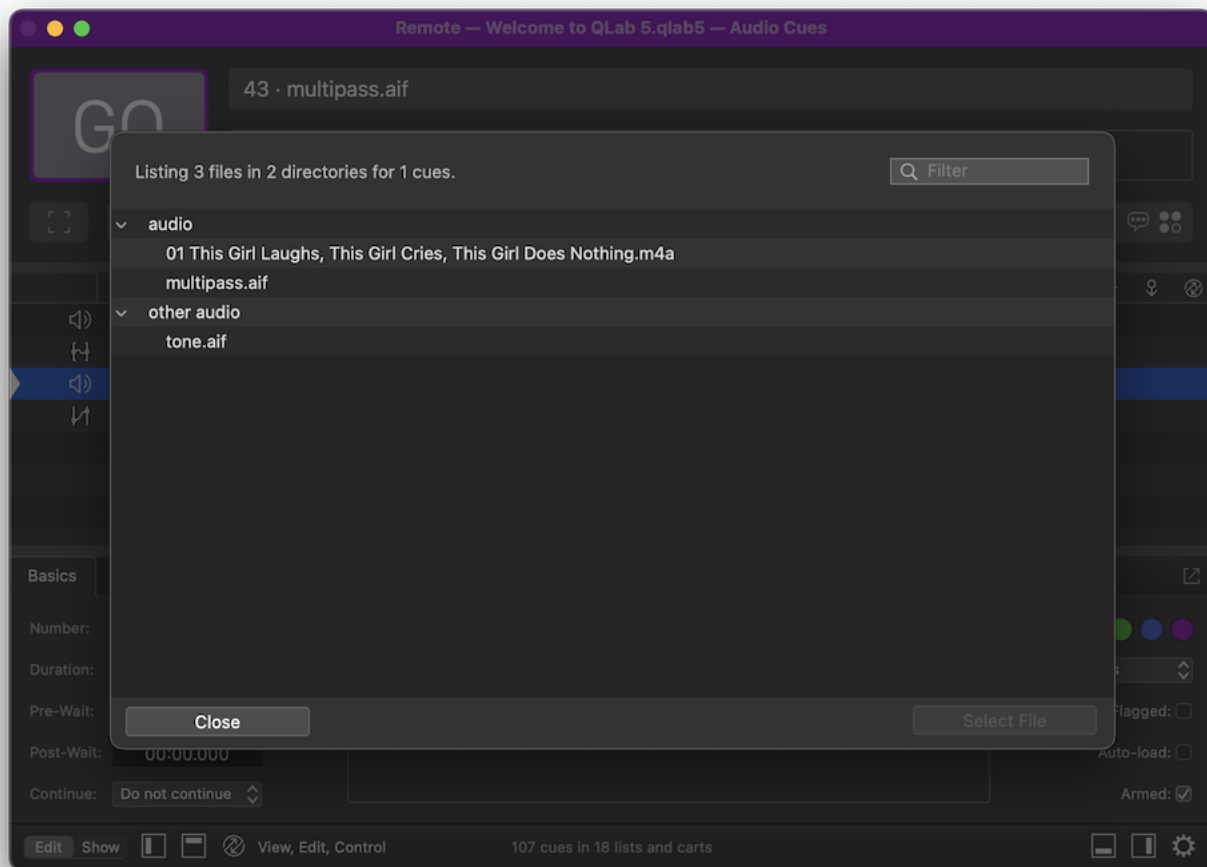 Remote — Welcome to QLab 5.qlab5 — Audio Cues
GO
43 · multipass.aif
Listing 3 files in 2 directories for 1 cues.
Filter
audio
01 This Girl Laughs, This Girl Cries, This Girl Does Nothing.m4a
multipass.aif
other audio
tone.aif
Basics
Number:
Duration:
Pre-Wait:
Flagged:
Close
Select File
Post-Wait:
00:00.000
Auto-load:
Continue:
Do not continue
Armed:
Edit
Show
View, Edit, Control
107 cues in 18 lists and carts